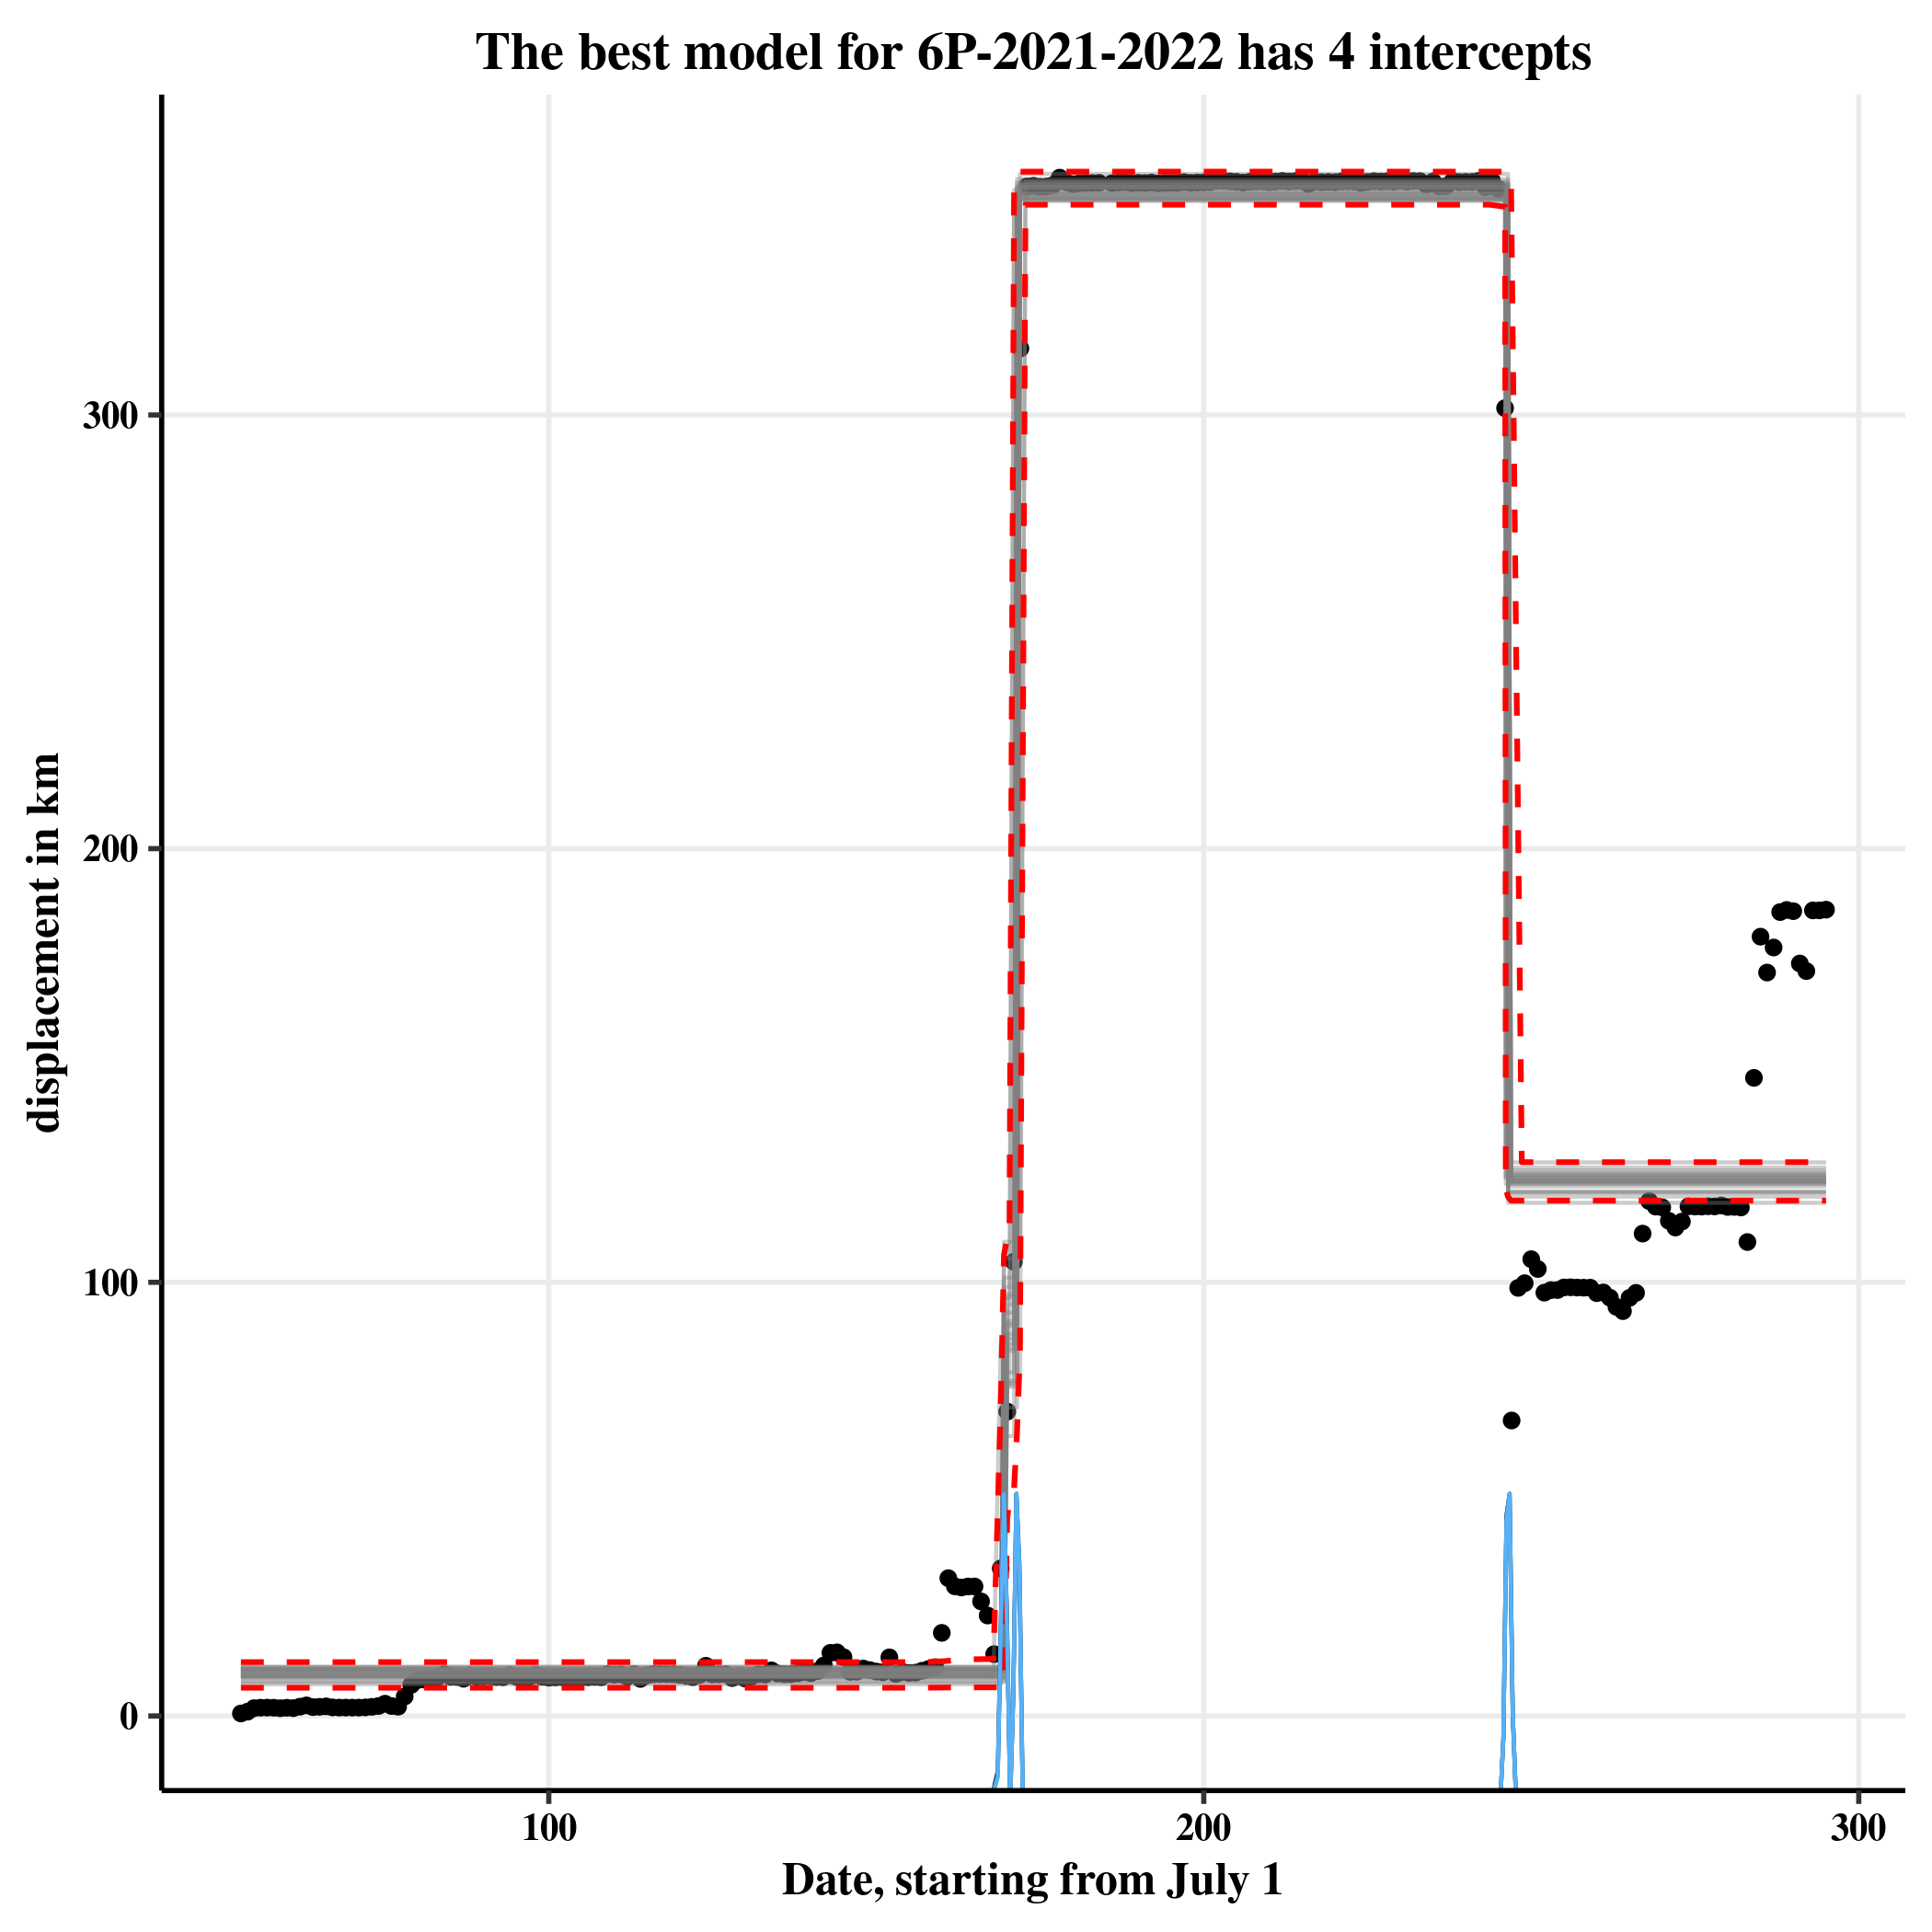 The best model for 6P-2021-2022 has 4 intercepts
displacement in km
300
200
100
0
100
200
300
Date, starting from July 1